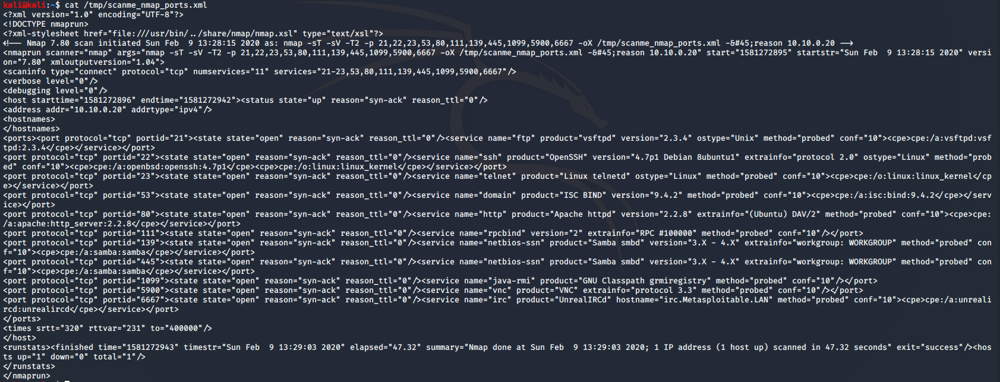 kali@kali:~$ cat /tmp/scanme_nmap_ports.xml
<?xml version="1.0" encoding="UTF-8"?>
<!DOCTYPE nmaprun>
<?xml-stylesheet href="file:///usr/bin/../share/nmap/nmap.xsl" type="text/xsl"?>
<!-- Nmap 7.80 scan initiated Sun Feb  9 13:28:15 2020 as: nmap -sT -sV -T2 -p 21,22,23,53,80,111,139,445,1099,5900,6667 -oX /tmp/scanme_nmap_ports.xml -&#45;reason 10.10.0.20 -->
<nmaprun scanner="nmap" args="nmap -sT -sV -T2 -p 21,22,23,53,80,111,139,445,1099,5900,6667 -oX /tmp/scanme_nmap_ports.xml -&#45;reason 10.10.0.20" start="1581272895" startstr="Sun Feb  9 13:28:15 2020" versi
on="7.80" xmloutputversion="1.04">
<scaninfo type="connect" protocol="tcp" numservices="11" services="21-23,53,80,111,139,445,1099,5900,6667"/>
<verbose level="0"/>
<debugging level="0"/>
<host starttime="1581272896" endtime="1581272942"><status state="up" reason="syn-ack" reason_ttl="0"/>
<address addr="10.10.0.20" addrtype="ipv4"/>
<hostnames>
</hostnames>
<ports><port protocol="tcp" portid="21"><state state="open" reason="syn-ack" reason_ttl="0"/><service name="ftp" product="vsftpd" version="2.3.4" ostype="Unix" method="probed" conf="10"><cpe>cpe:/a:vsftpd:vsf
tpd:2.3.4</cpe></service></port>
<port protocol="tcp" portid="22"><state state="open" reason="syn-ack" reason_ttl="0"/><service name="ssh" product="OpenSSH" version="4.7p1 Debian 8ubuntu1" extrainfo="protocol 2.0" ostype="Linux" method="prob
ed" conf="10"><cpe>cpe:/a:openbsd:openssh:4.7p1</cpe><cpe>cpe:/o:linux:linux_kernel</cpe></service></port>
<port protocol="tcp" portid="23"><state state="open" reason="syn-ack" reason_ttl="0"/><service name="telnet" product="Linux telnetd" ostype="Linux" method="probed" conf="10"><cpe>cpe:/o:linux:linux_kernel</cp
e></service></port>
<port protocol="tcp" portid="53"><state state="open" reason="syn-ack" reason_ttl="0"/><service name="domain" product="ISC BIND" version="9.4.2" method="probed" conf="10"><cpe>cpe:/a:isc:bind:9.4.2</cpe></serv
ice></port>
<port protocol="tcp" portid="80"><state state="open" reason="syn-ack" reason_ttl="0"/><service name="http" product="Apache httpd" version="2.2.8" extrainfo="(Ubuntu) DAV/2" method="probed" conf="10"><cpe>cpe:
/a:apache:http_server:2.2.8</cpe></service></port>
<port protocol="tcp" portid="111"><state state="open" reason="syn-ack" reason_ttl="0"/><service name="rpcbind" version="2" extrainfo="RPC #100000" method="probed" conf="10"/></port>
<port protocol="tcp" portid="139"><state state="open" reason="syn-ack" reason_ttl="0"/><service name="netbios-ssn" product="Samba smbd" version="3.X - 4.X" extrainfo="workgroup: WORKGROUP" method="probed" con
f="10"><cpe>cpe:/a:samba:samba</cpe></service></port>
<port protocol="tcp" portid="445"><state state="open" reason="syn-ack" reason_ttl="0"/><service name="netbios-ssn" product="Samba smbd" version="3.X - 4.X" extrainfo="workgroup: WORKGROUP" method="probed" con
f="10"><cpe>cpe:/a:samba:samba</cpe></service></port>
<port protocol="tcp" portid="1099"><state state="open" reason="syn-ack" reason_ttl="0"/><service name="java-rmi" product="GNU Classpath grmiregistry" method="probed" conf="10"/></port>
<port protocol="tcp" portid="5900"><state state="open" reason="syn-ack" reason_ttl="0"/><service name="vnc" product="VNC" extrainfo="protocol 3.3" method="probed" conf="10"/></port>
<port protocol="tcp" portid="6667"><state state="open" reason="syn-ack" reason_ttl="0"/><service name="irc" product="UnrealIRCd" hostname="irc.Metasploitable.LAN" method="probed" conf="10"><cpe>cpe:/a:unreali
rcd:unrealircd</cpe></service></port>
</ports>
<times srtt="320" rttvar="231" to="400000"/>
</host>
<runstats><finished time="1581272943" timestr="Sun Feb  9 13:29:03 2020" elapsed="47.32" summary="Nmap done at Sun Feb  9 13:29:03 2020; 1 IP address (1 host up) scanned in 47.32 seconds" exit="success"/><hos
ts up="1" down="0" total="1"/>
</runstats>
</nmaprun>